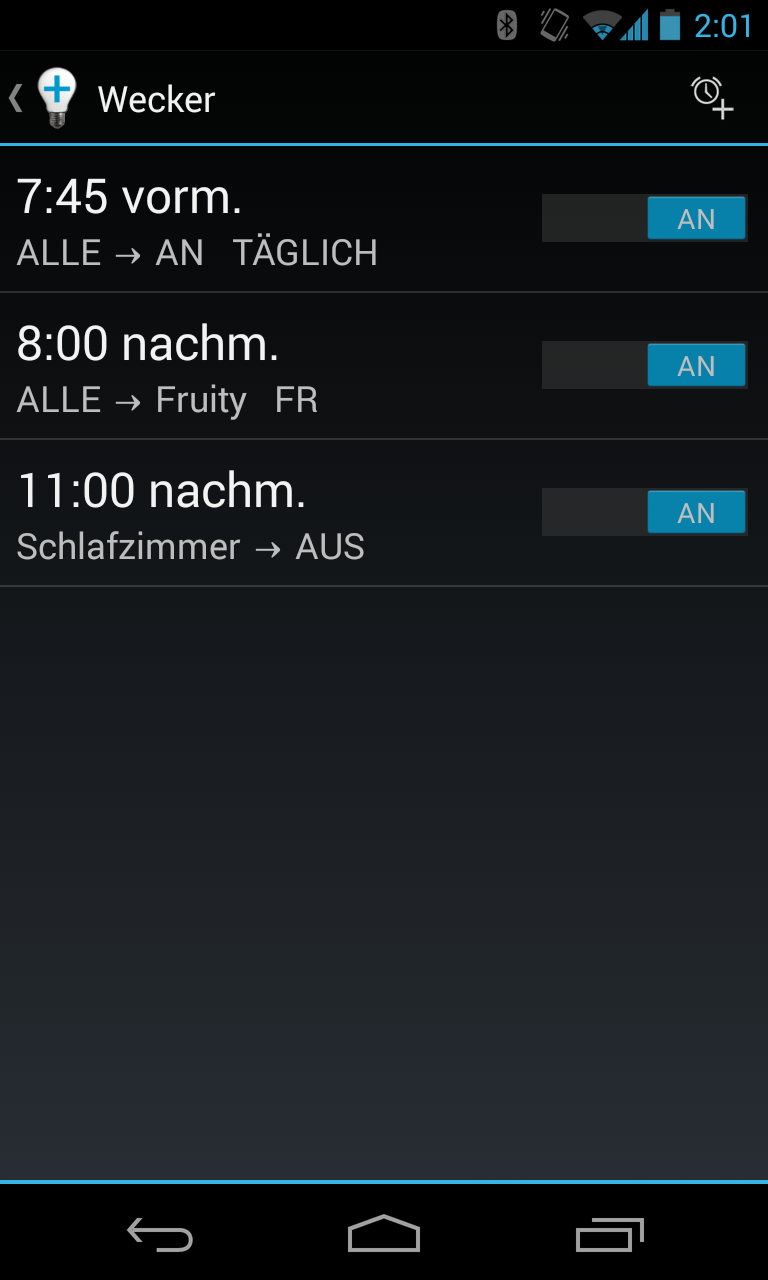 2:01
Wecker
7:45 vorm.
ALLE → AN TÄGLICH
AN
8:00 nachm.
ALLE → Fruity FR
AN
11:00 nachm.
Schlafzimmer → AUS
AN